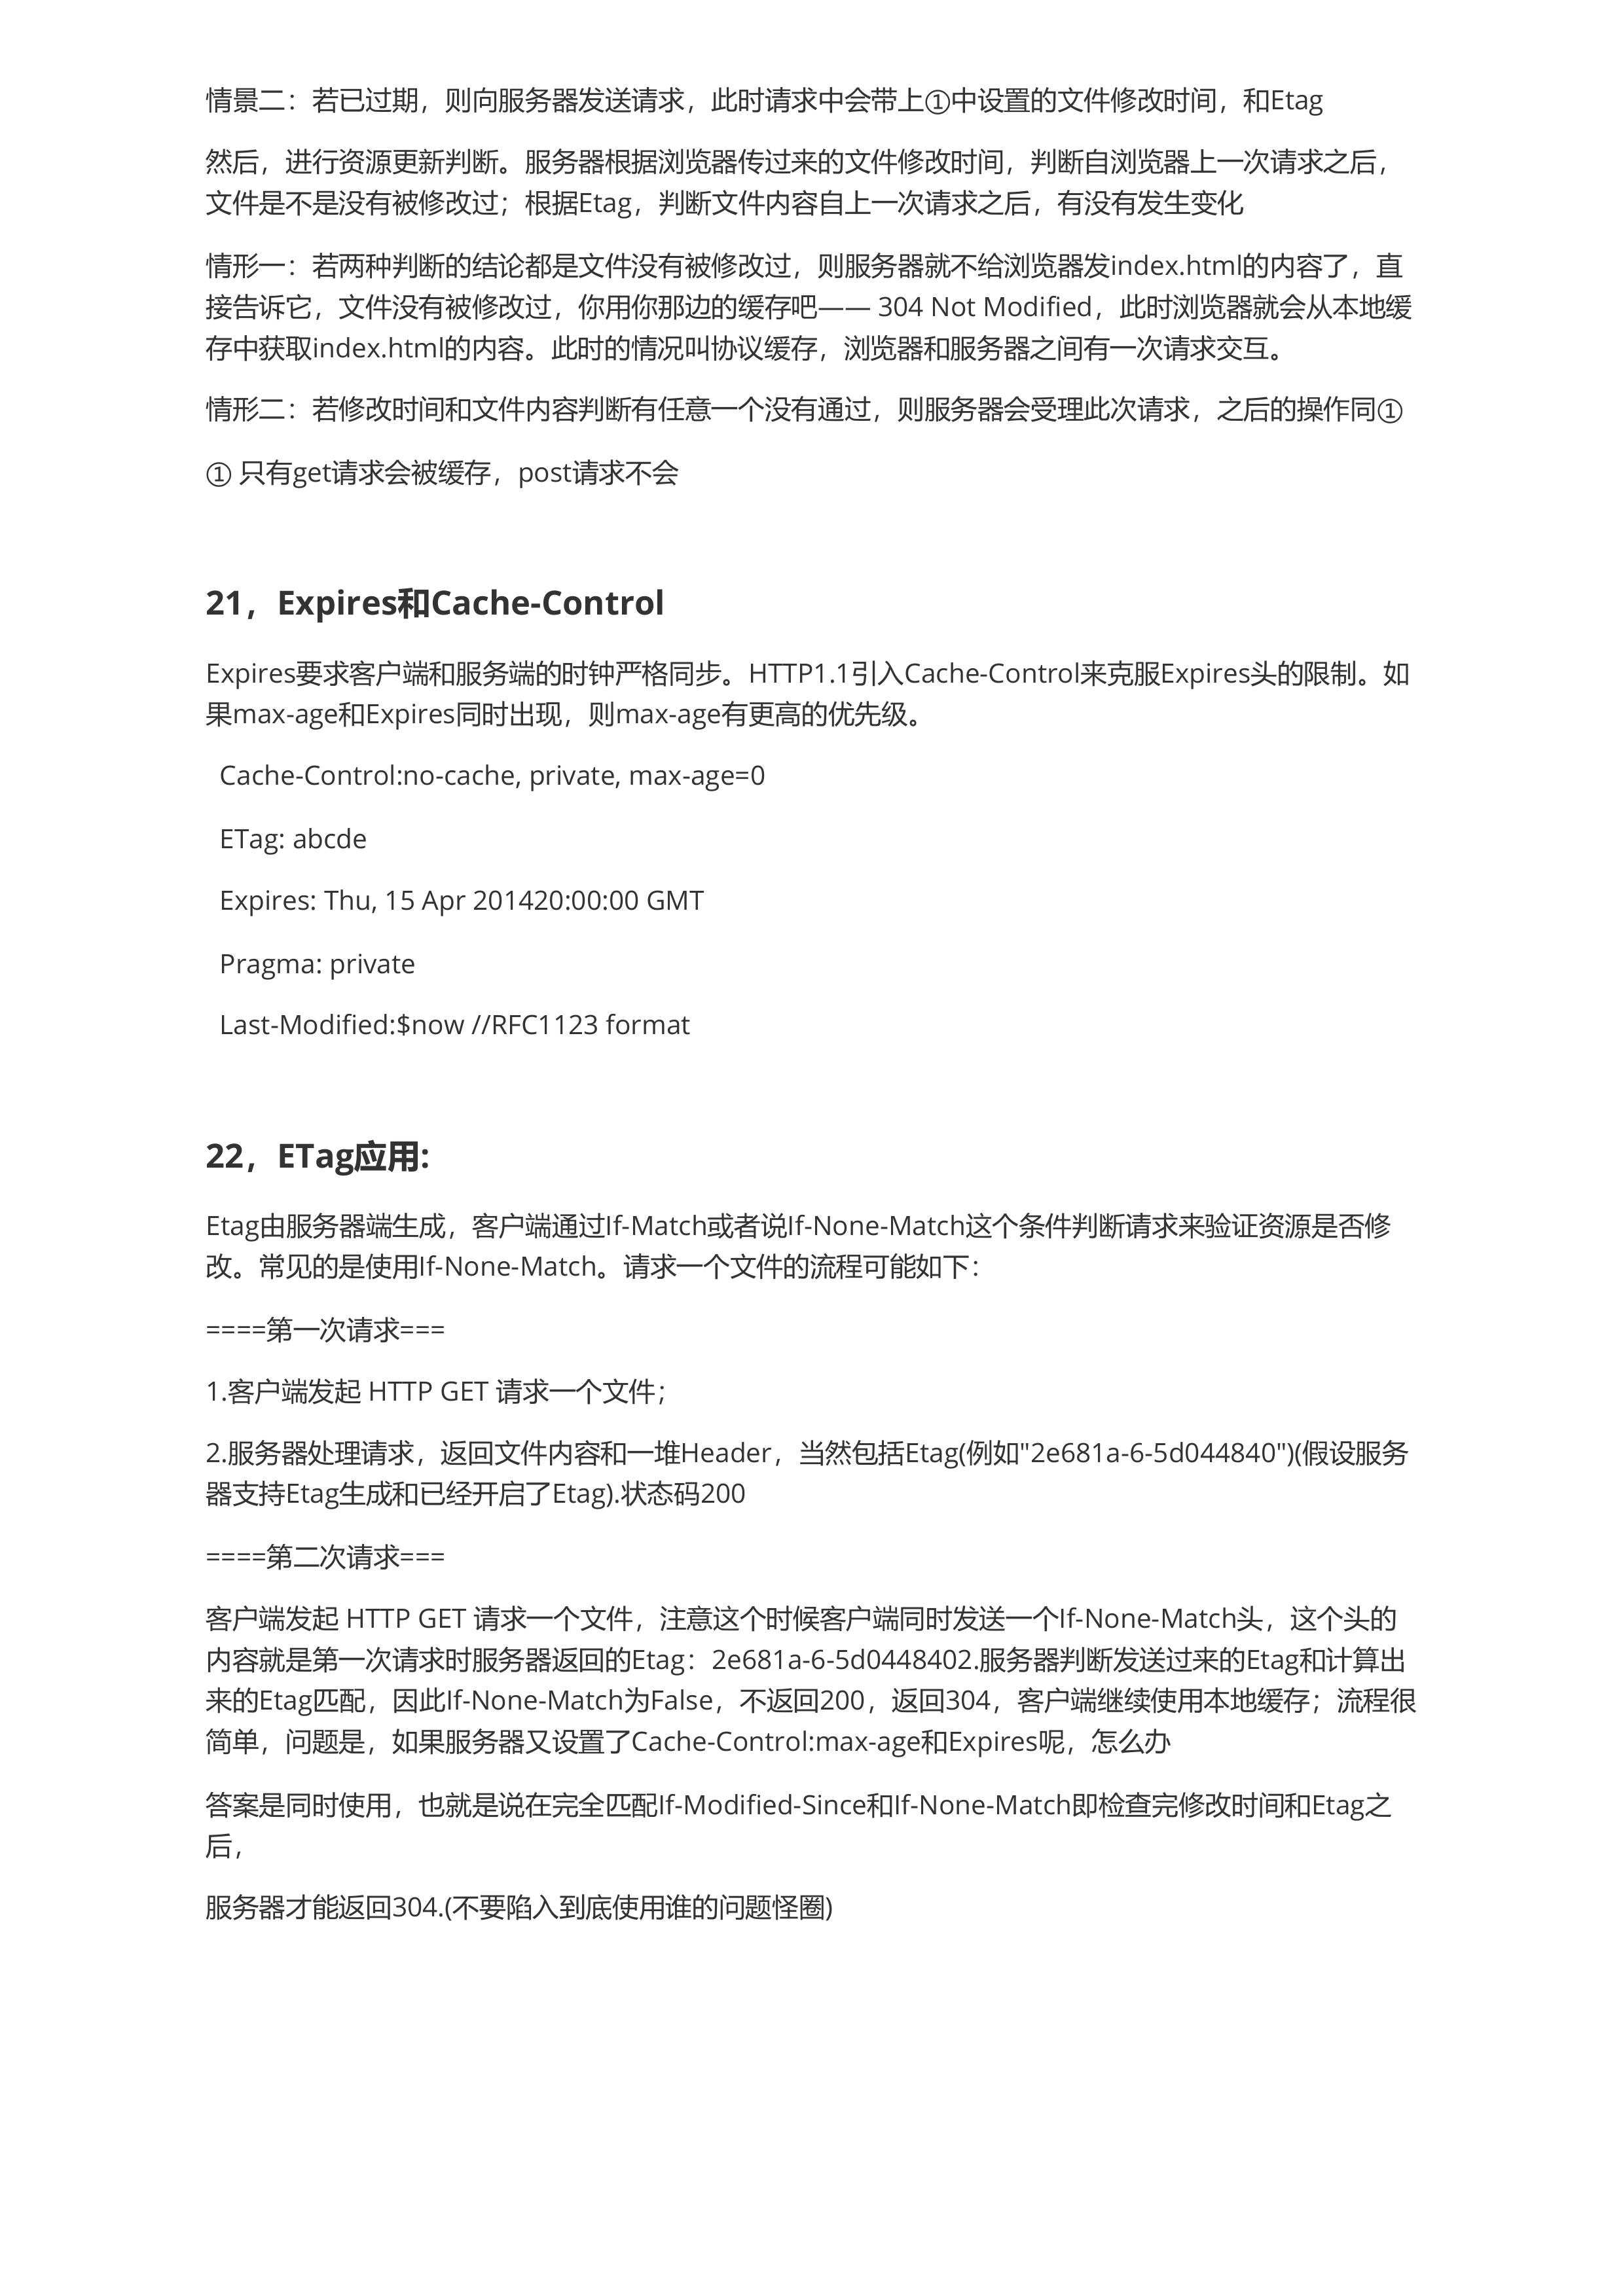 情景二：若已过期，则向服务器发送请求，此时请求中会带上①中设置的文件修改时间，和Etag
然后，进行资源更新判断。服务器根据浏览器传过来的文件修改时间，判断自浏览器上一次请求之后，
文件是不是没有被修改过；根据Etag，判断文件内容自上一次请求之后，有没有发生变化
情形一：若两种判断的结论都是文件没有被修改过，则服务器就不给浏览器发index.html的内容了，直
接告诉它，文件没有被修改过，你用你那边的缓存吧—— 304 Not Modified，此时浏览器就会从本地缓
存中获取index.html的内容。此时的情况叫协议缓存，浏览器和服务器之间有一次请求交互。
情形二：若修改时间和文件内容判断有任意一个没有通过，则服务器会受理此次请求，之后的操作同①
① 只有get请求会被缓存，post请求不会
21，Expires和Cache-Control
Expires要求客户端和服务端的时钟严格同步。HTTP1.1引入Cache-Control来克服Expires头的限制。如
果max-age和Expires同时出现，则max-age有更高的优先级。
Cache-Control:no-cache, private, max-age=0
ETag: abcde
Expires: Thu, 15 Apr 201420:00:00 GMT
Pragma: private
Last-Modified:$now //RFC1123 format
22，ETag应用:
Etag由服务器端生成，客户端通过If-Match或者说If-None-Match这个条件判断请求来验证资源是否修
改。常见的是使用If-None-Match。请求一个文件的流程可能如下：
====第一次请求===
1.客户端发起 HTTP GET 请求一个文件；
2.服务器处理请求，返回文件内容和一堆Header，当然包括Etag(例如"2e681a-6-5d044840")(假设服务
器支持Etag生成和已经开启了Etag).状态码200
====第二次请求===
客户端发起 HTTP GET 请求一个文件，注意这个时候客户端同时发送一个If-None-Match头，这个头的
内容就是第一次请求时服务器返回的Etag：2e681a-6-5d0448402.服务器判断发送过来的Etag和计算出
来的Etag匹配，因此If-None-Match为False，不返回200，返回304，客户端继续使用本地缓存；流程很
简单，问题是，如果服务器又设置了Cache-Control:max-age和Expires呢，怎么办
答案是同时使用，也就是说在完全匹配If-Modified-Since和If-None-Match即检查完修改时间和Etag之
后，
服务器才能返回304.(不要陷入到底使用谁的问题怪圈)